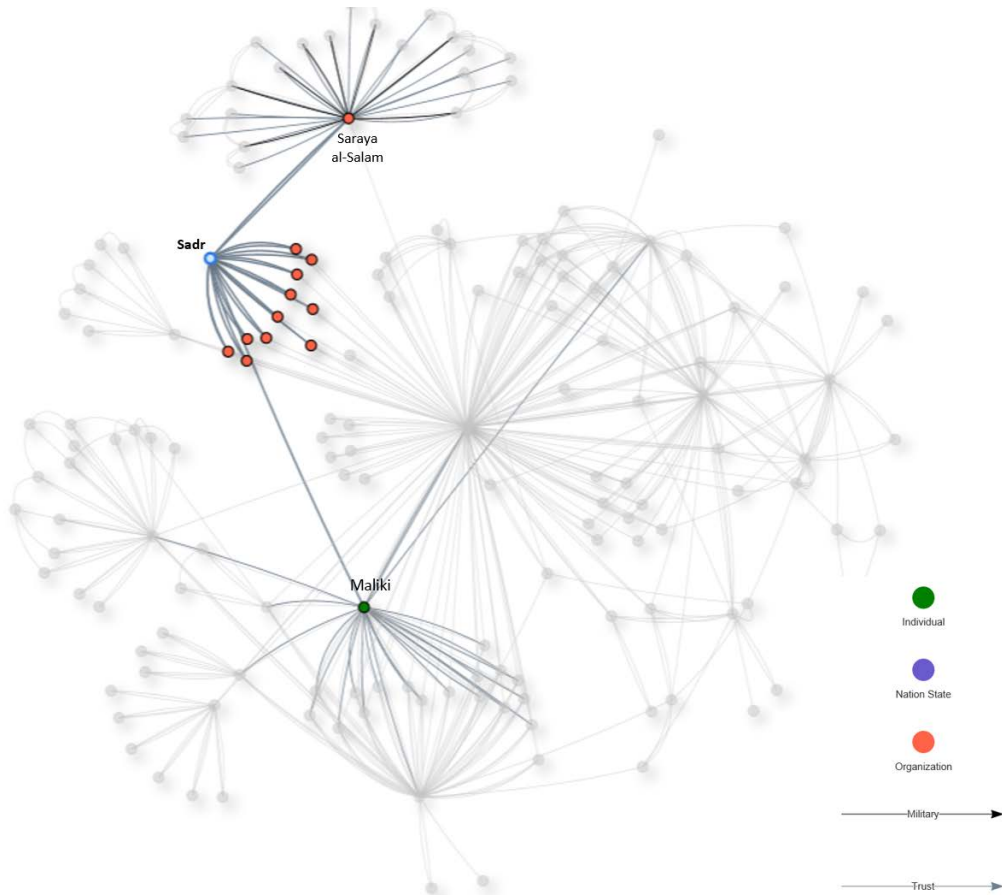 Saraya
al-Salam
Sadr
Maliki
Individual
Nation State
Organization
Military
Trust